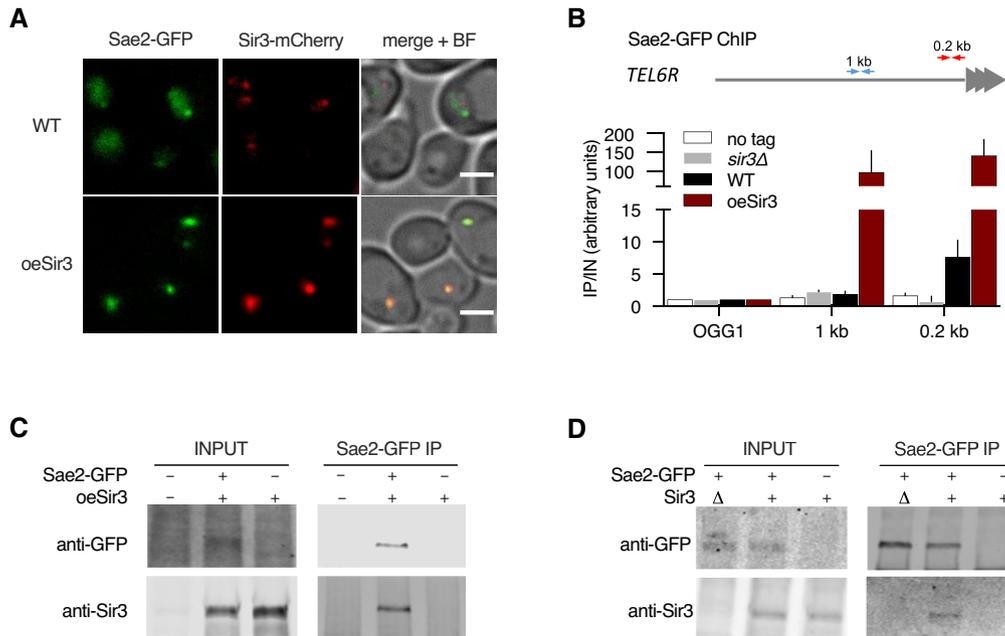 A
Sae2-GFP Sir3-mCherry merge + BF
WT
oeSir3
B
Sae2-GFP ChIP
TEL6R
1 kb
0.2 kb
IP/IN (arbitrary units)
200
150
100
15
10
5
0
no tag
sir3Δ
WT
oeSir3
OGG1 1 kb 0.2 kb
C
INPUT Sae2-GFP IP
Sae2-GFP – + – – + –
oeSir3 – + + – + +
anti-GFP
anti-Sir3
D
INPUT Sae2-GFP IP
Sae2-GFP + + – + + –
Sir3 Δ + + Δ + +
anti-GFP
anti-Sir3